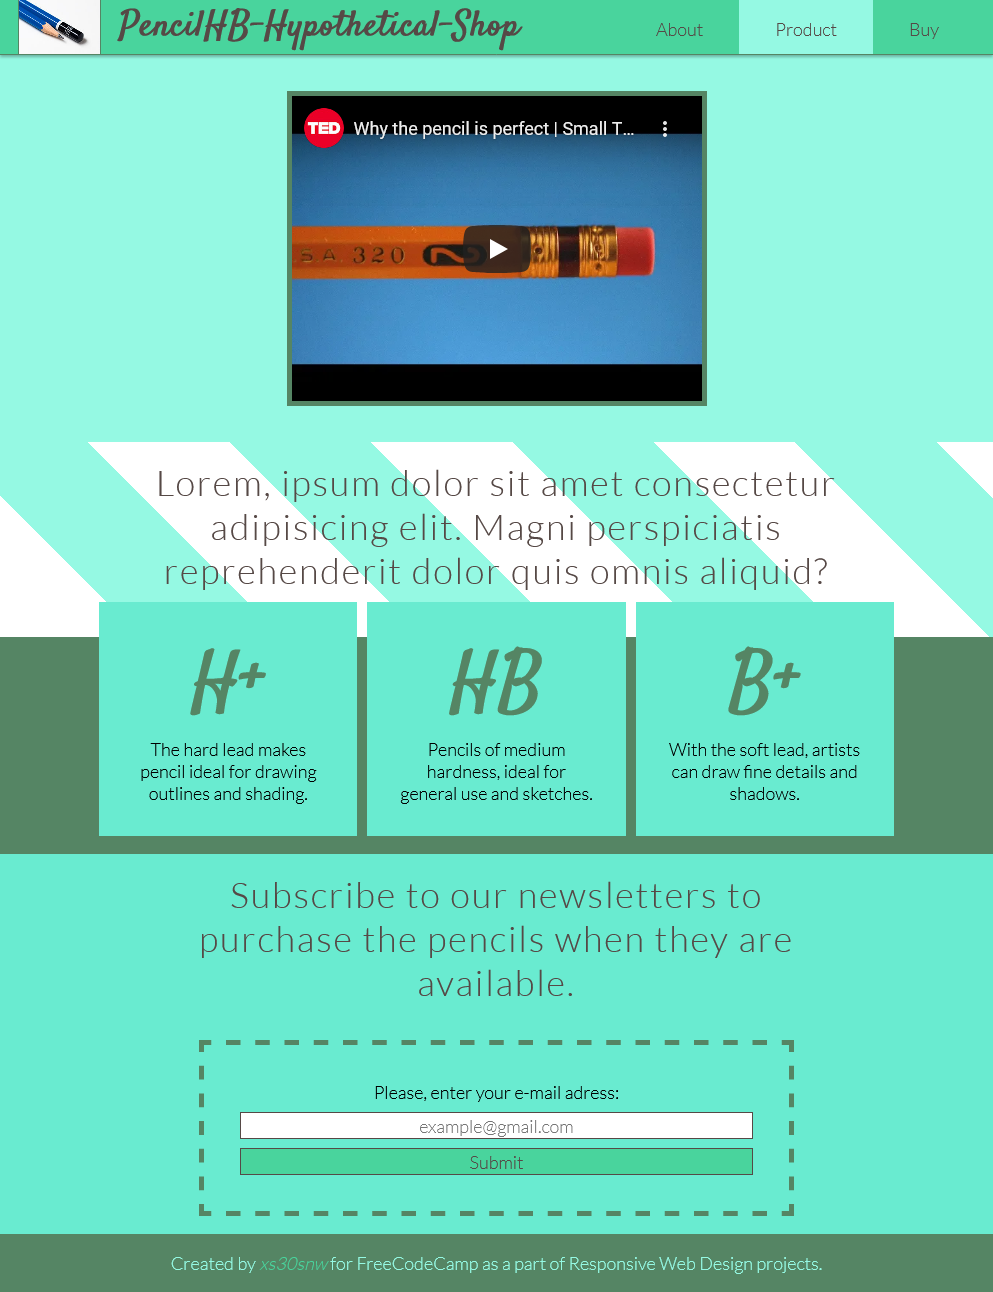 PencilHB-Hypothetical-Shop
About
Product
Buy
TED
Why the pencil is perfect | Small T...
S.A. 320
2
Lorem, ipsum dolor sit amet consectetur
adipisicing elit. Magni perspiciatis
reprehenderit dolor quis omnis aliquid?
H+
The hard lead makes
pencil ideal for drawing
outlines and shading.
HB
Pencils of medium
hardness, ideal for
general use and sketches.
B+
With the soft lead, artists
can draw fine details and
shadows.
Subscribe to our newsletters to
purchase the pencils when they are
available.
Please, enter your e-mail adress:
example@gmail.com
Submit
Created by xs30snw for FreeCodeCamp as a part of Responsive Web Design projects.